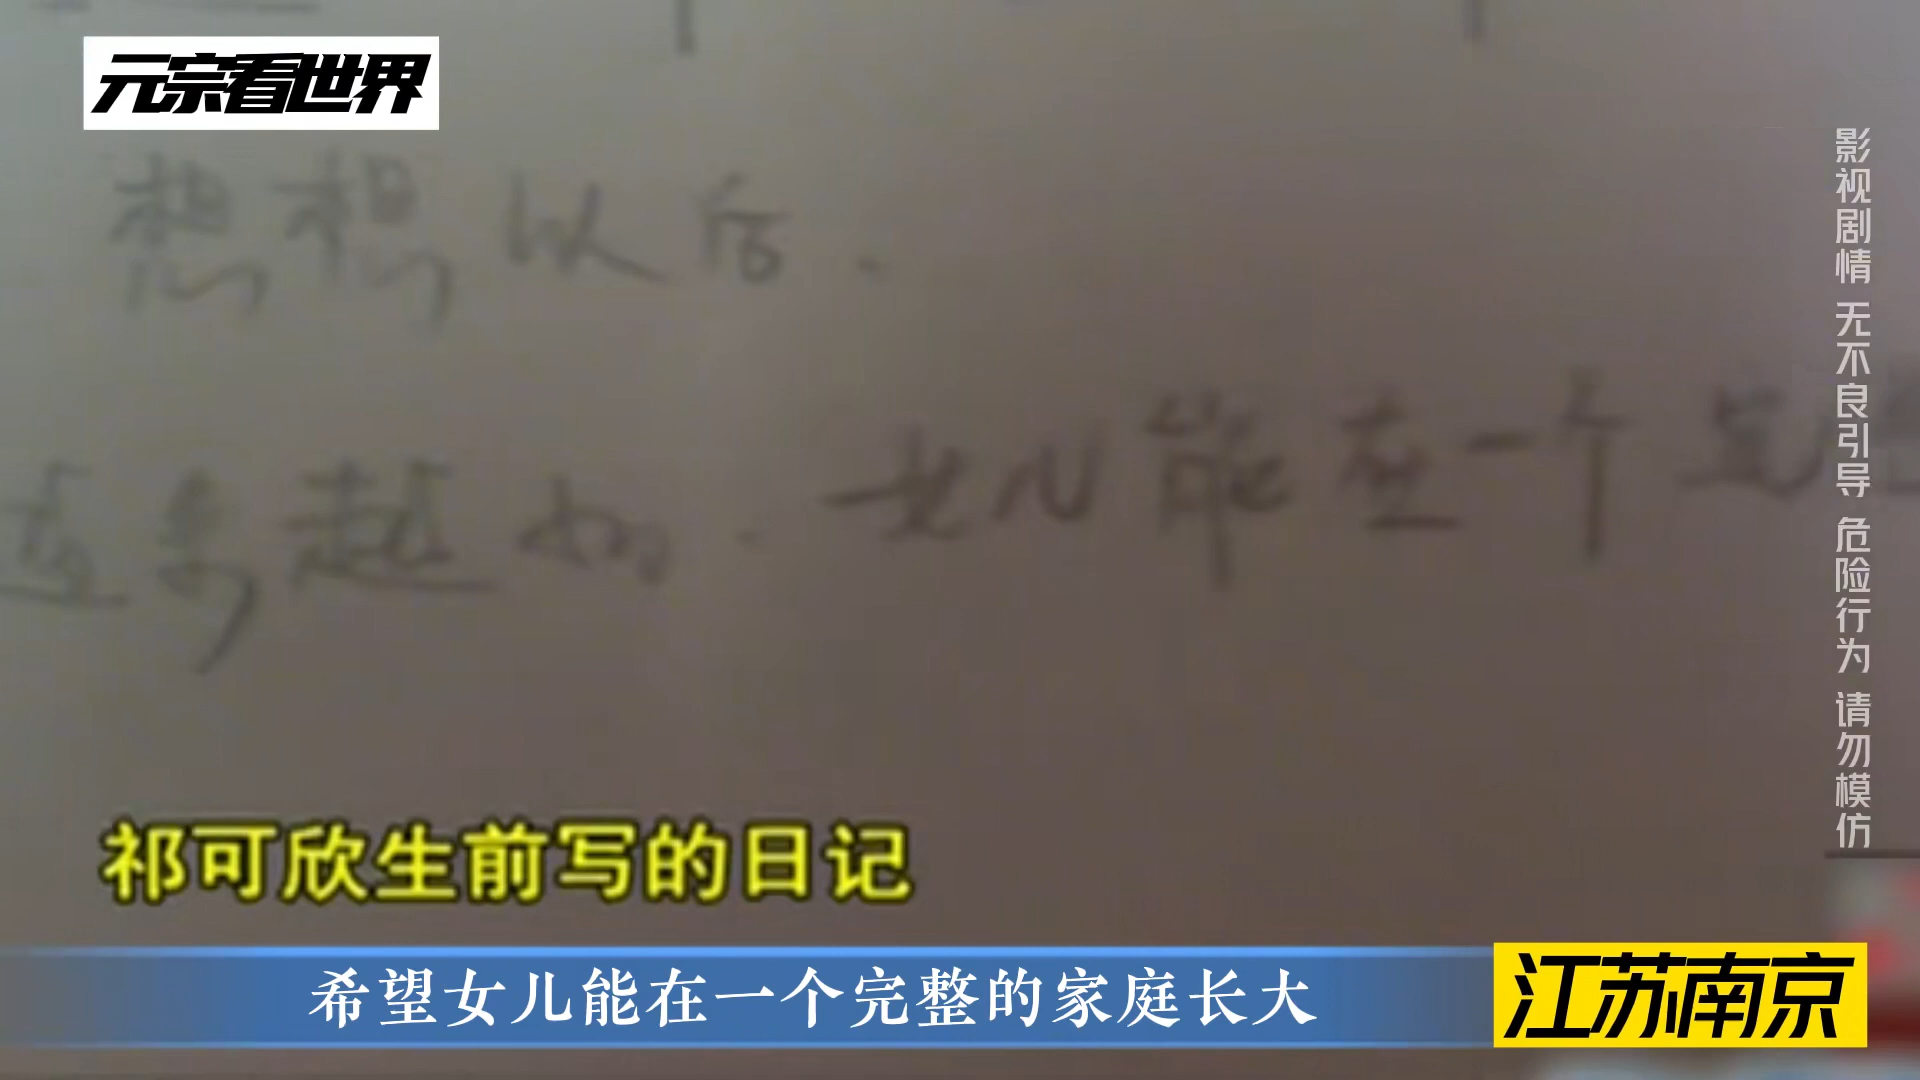 元宗看世界
想想以后.
女儿能在一个完
祁可欣生前写的日记
希望女儿能在一个完整的家庭长大
江苏南京
影视剧情 无不良引导 危险行为 请勿模仿